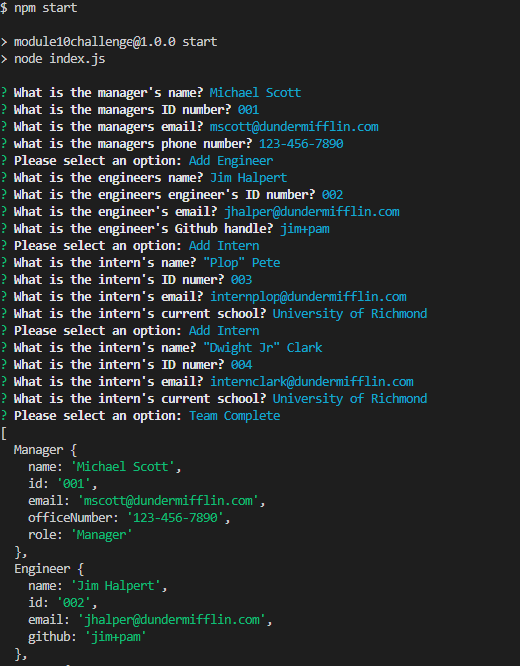 $ npm start
> module10challenge@1.0.0 start
> node index.js
? What is the manager's name? Michael Scott
? What is the managers ID number? 001
? What is the managers email? mscott@dundermifflin.com
? what is the managers phone number? 123-456-7890
? Please select an option: Add Engineer
? What is the engineers name? Jim Halpert
? What is the engineers engineer's ID number? 002
? What is the engineer's email? jhalper@dundermifflin.com
? What is the engineer's Github handle? jim+pam
? Please select an option: Add Intern
? What is the intern's name? "Plop" Pete
? What is the intern's ID numer? 003
? What is the intern's email? internplop@dundermifflin.com
? What is the intern's current school? University of Richmond
? Please select an option: Add Intern
? What is the intern's name? "Dwight Jr" Clark
? What is the intern's ID numer? 004
? What is the intern's email? internclark@dundermifflin.com
? What is the intern's current school? University of Richmond
? Please select an option: Team Complete
[
  Manager {
    name: 'Michael Scott',
    id: '001',
    email: 'mscott@dundermifflin.com',
    officeNumber: '123-456-7890',
    role: 'Manager'
  },
  Engineer {
    name: 'Jim Halpert',
    id: '002',
    email: 'jhalper@dundermifflin.com',
    github: 'jim+pam'
  },